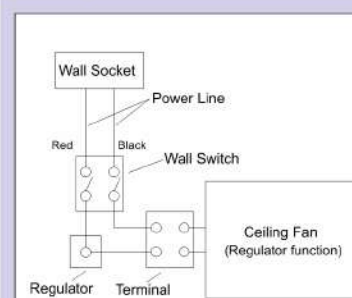 Wall Socket
Power Line
Red
Black
Wall Switch
Ceiling Fan
(Regulator function)
Regulator
Terminal